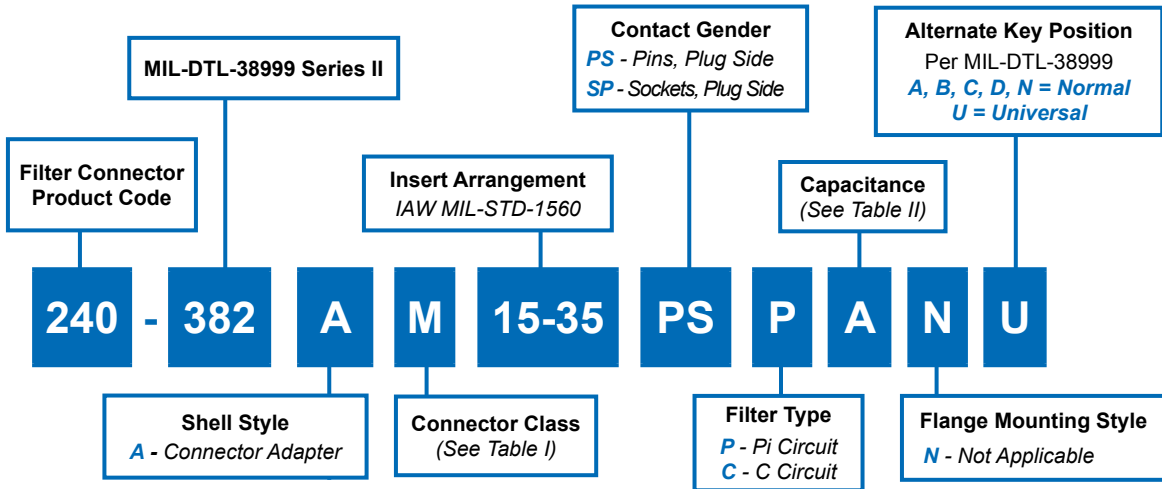 MIL-DTL-38999 Series II
Contact Gender
PS - Pins, Plug Side
SP - Sockets, Plug Side
Alternate Key Position
Per MIL-DTL-38999
A, B, C, D, N = Normal
U = Universal
Filter Connector
Product Code
Insert Arrangement
IAW MIL-STD-1560
Capacitance
(See Table II)
240 - 382 A M 15-35 PS P A N U
Shell Style
A - Connector Adapter
Connector Class
(See Table I)
Filter Type
P - Pi Circuit
C - C Circuit
Flange Mounting Style
N - Not Applicable